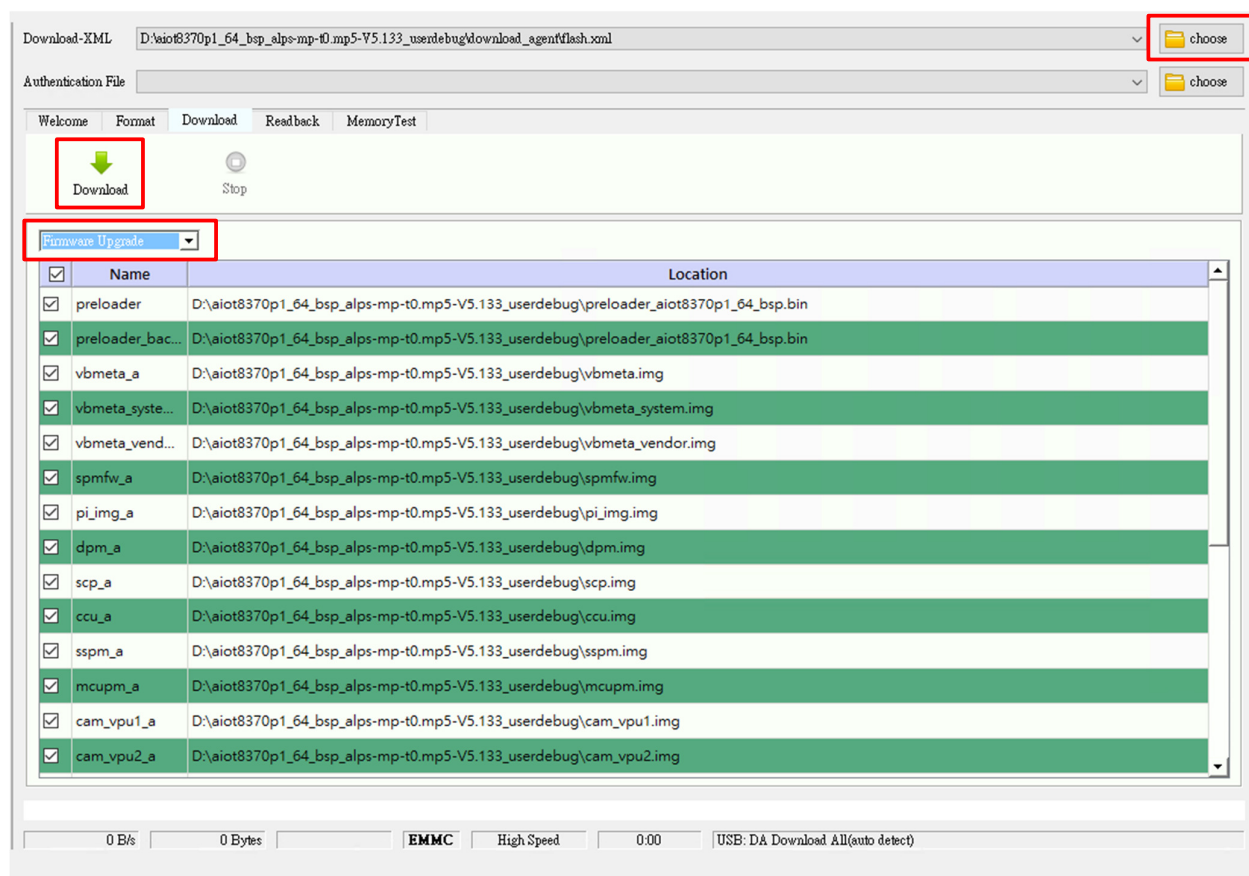 Download-XML D:\aiot8370p1_64_bsp_alps-mp-t0.mp5-V5.133_userdebug\download_agent\flash.xml choose
Authentication File choose
Welcome Format Download Readback MemoryTest
Download Stop
Firmware Upgrade
Name Location
preloader D:\aiot8370p1_64_bsp_alps-mp-t0.mp5-V5.133_userdebug\preloader_aiot8370p1_64_bsp.bin
preloader_bac... D:\aiot8370p1_64_bsp_alps-mp-t0.mp5-V5.133_userdebug\preloader_aiot8370p1_64_bsp.bin
vbmeta_a D:\aiot8370p1_64_bsp_alps-mp-t0.mp5-V5.133_userdebug\vbmeta.img
vbmeta_syste... D:\aiot8370p1_64_bsp_alps-mp-t0.mp5-V5.133_userdebug\vbmeta_system.img
vbmeta_vend... D:\aiot8370p1_64_bsp_alps-mp-t0.mp5-V5.133_userdebug\vbmeta_vendor.img
spmfw_a D:\aiot8370p1_64_bsp_alps-mp-t0.mp5-V5.133_userdebug\spmfw.img
pi_img_a D:\aiot8370p1_64_bsp_alps-mp-t0.mp5-V5.133_userdebug\pi_img.img
dpm_a D:\aiot8370p1_64_bsp_alps-mp-t0.mp5-V5.133_userdebug\dpm.img
scp_a D:\aiot8370p1_64_bsp_alps-mp-t0.mp5-V5.133_userdebug\scp.img
ccu_a D:\aiot8370p1_64_bsp_alps-mp-t0.mp5-V5.133_userdebug\ccu.img
sspm_a D:\aiot8370p1_64_bsp_alps-mp-t0.mp5-V5.133_userdebug\sspm.img
mcupm_a D:\aiot8370p1_64_bsp_alps-mp-t0.mp5-V5.133_userdebug\mcupm.img
cam_vpu1_a D:\aiot8370p1_64_bsp_alps-mp-t0.mp5-V5.133_userdebug\cam_vpu1.img
cam_vpu2_a D:\aiot8370p1_64_bsp_alps-mp-t0.mp5-V5.133_userdebug\cam_vpu2.img
0 B/s 0 Bytes EMMC High Speed 0:00 USB: DA Download All(auto detect)